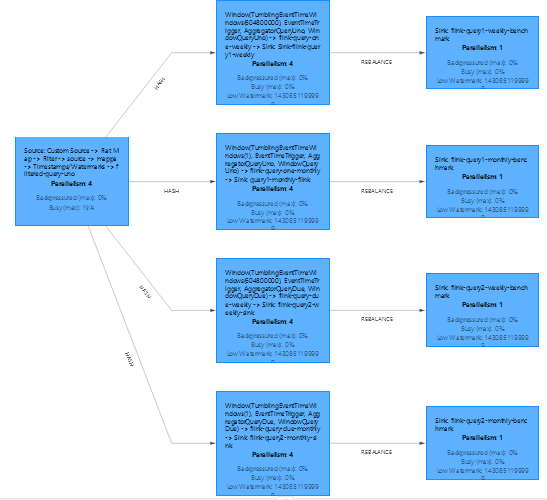 Source: Custom Source -> Flat M
ap -> Filter -> source -> mappa
-> Timestamps/Watermarks -> f
iltered-query-uno
Parallelism: 4
Backpressured (max): 0%
Busy (max): N/A
HASH
HASH
HASH
HASH
Window(TumblingEventTimeWi
ndows(604800000), EventTimeTr
igger, AggregatorQueryUno, Win
dowQueryUno) -> flink-query-on
e-weekly -> Sink: Sink-flink-quer
y1-weekly
Parallelism: 4
Backpressured (max): 0%
Busy (max): 0%
Low Watermark: 143085119999
9
REBALANCE
Sink: flink-query1-weekly-bench
mark
Parallelism: 1
Backpressured (max): 0%
Busy (max): 0%
Low Watermark: 143085119999
9
Window(TumblingEventTimeWi
ndows(1), EventTimeTrigger, Agg
regatorQueryUno, WindowQuery
Uno) -> flink-query-one-monthly
-> Sink: query1-monthly-flink
Parallelism: 4
Backpressured (max): 0%
Busy (max): 0%
Low Watermark: 143085119999
9
REBALANCE
Sink: flink-query1-monthly-benc
hmark
Parallelism: 1
Backpressured (max): 0%
Busy (max): 0%
Low Watermark: 143085119999
9
Window(TumblingEventTimeWi
ndows(604800000), EventTimeTr
igger, AggregatorQueryDue, Win
dowQueryDue) -> flink-query-du
e-weekly -> Sink: flink-query2-w
eekly-sink
Parallelism: 4
Backpressured (max): 0%
Busy (max): 0%
Low Watermark: 143085119999
9
REBALANCE
Sink: flink-query2-weekly-bench
mark
Parallelism: 1
Backpressured (max): 0%
Busy (max): 0%
Low Watermark: 143085119999
9
Window(TumblingEventTimeWi
ndows(1), EventTimeTrigger, Agg
regatorQueryDue, WindowQuery
Due) -> flink-query-due-monthly
-> Sink: flink-query2-monthly-si
nk
Parallelism: 4
Backpressured (max): 0%
Busy (max): 0%
Low Watermark: 143085119999
9
REBALANCE
Sink: flink-query2-monthly-benc
hmark
Parallelism: 1
Backpressured (max): 0%
Busy (max): 0%
Low Watermark: 143085119999
9